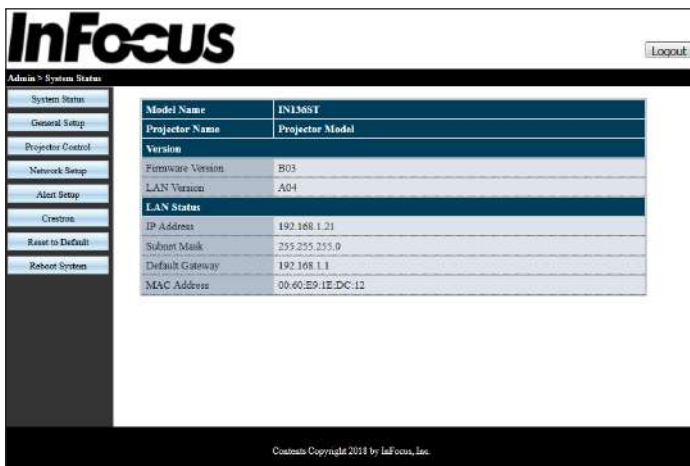 InFocus
Logout
Admin > System Status
System Status
General Setup
Projector Control
Network Setup
Alert Setup
Crestron
Reset to Default
Reboot System
Model Name IN136ST
Projector Name Projector Model
Version
Firmware Version B03
LAN Version A04
LAN Status
IP Address 192.168.1.21
Subnet Mask 255.255.255.0
Default Gateway 192.168.1.1
MAC Address 00:60:E9:1E:DC:12
Contents Copyright 2018 by InFocus, Inc.